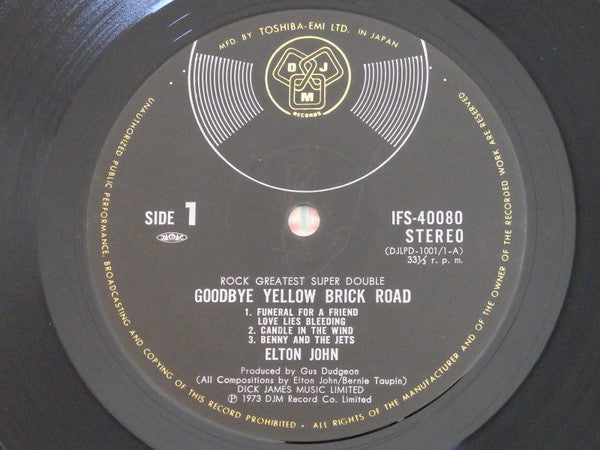 MFD BY TOSHIBA-EMI LTD. IN JAPAN
DJM
RECORDS
SIDE 1
JASRAC
IFS-40080
STEREO
(DJLPD-1001/1-A)
33⅓ r. p. m.
ROCK GREATEST SUPER DOUBLE
GOODBYE YELLOW BRICK ROAD
1. FUNERAL FOR A FRIEND
LOVE LIES BLEEDING
2. CANDLE IN THE WIND
3. BENNY AND THE JETS
ELTON JOHN
Produced by Gus Dudgeon
(All Compositions by Elton John/Bernie Taupin)
DICK JAMES MUSIC LIMITED
Ⓟ 1973 DJM Record Co. Limited
• ALL RIGHTS OF THE MANUFACTURER AND OF THE OWNER OF THE RECORDED WORK ARE RESERVED
• UNAUTHORIZED PUBLIC PERFORMANCE, BROADCASTING AND COPYING OF THIS RECORD PROHIBITED